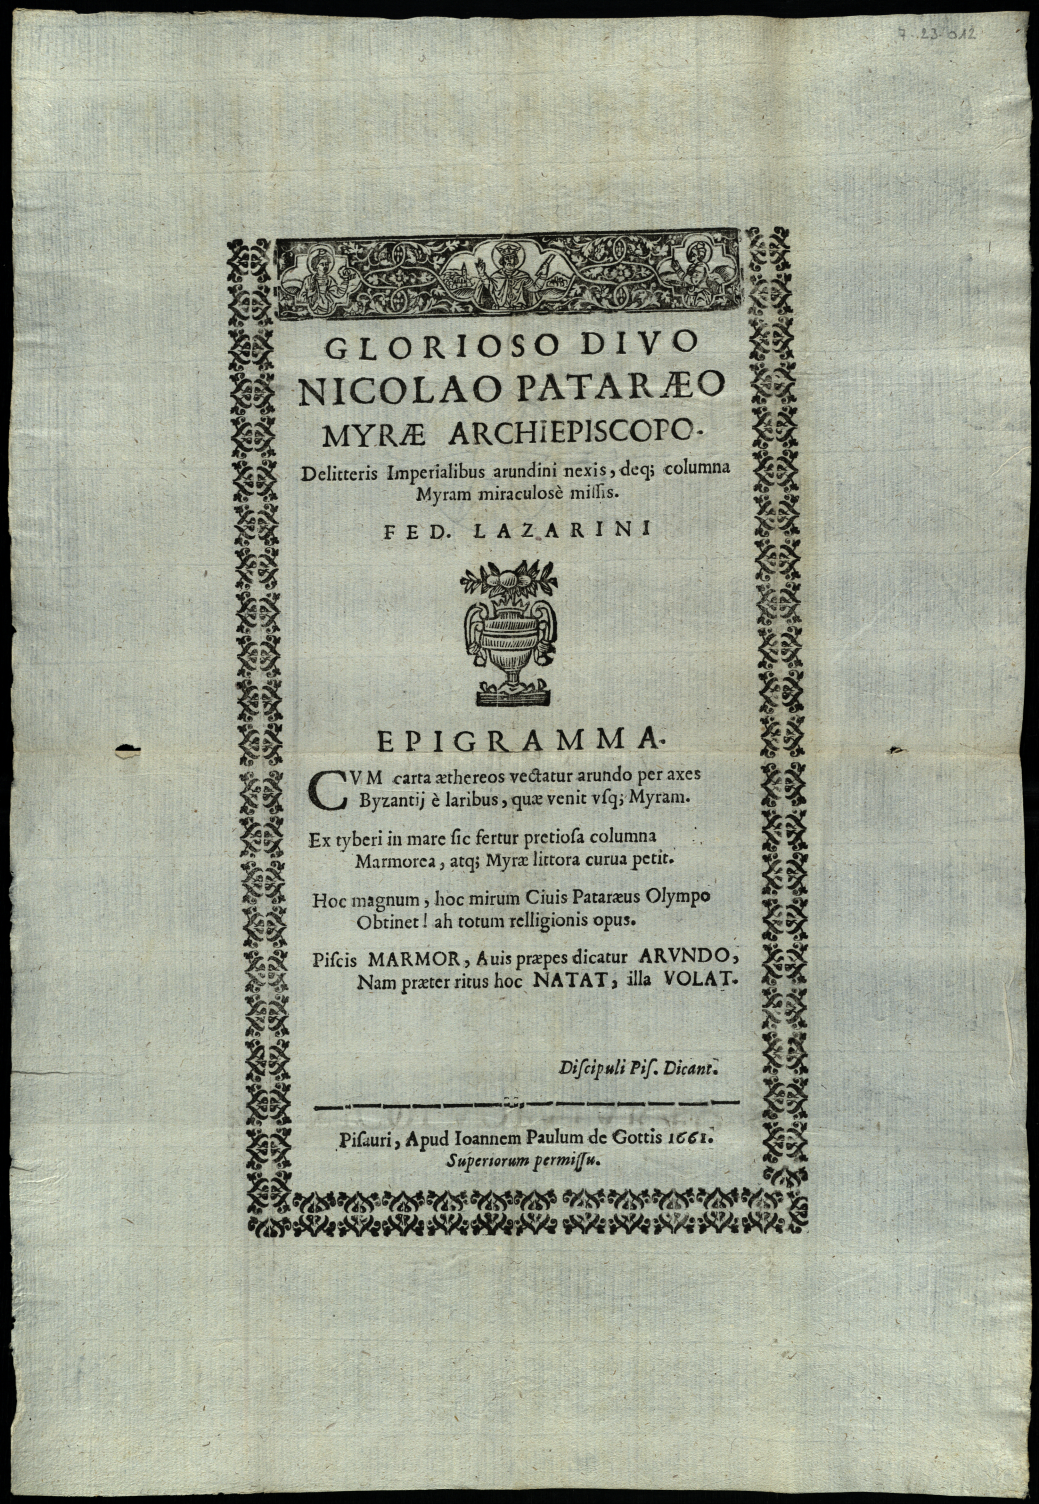 7-23-012
GLORIOSO DIVO
NICOLAO PATARÆO
MYRÆ ARCHIEPISCOPO.
Delitteris Imperialibus arundini nexis, deq; columna
Myram miraculosè missis.
FED. LAZARINI
EPIGRAMMA.
CVM carta æthereos vectatur arundo per axes
Byzantij è laribus, quæ venit vſq; Myram.
Ex tyberi in mare ſic fertur pretioſa columna
Marmorea, atq; Myræ littora curua petit.
Hoc magnum, hoc mirum Ciuis Pataræus Olympo
Obtinet! ah totum relligionis opus.
Piſcis MARMOR, Auis præpes dicatur ARVNDO,
Nam præter ritus hoc NATAT, illa VOLAT.
Diſcipuli Piſ. Dicant.
Piſauri, Apud Ioannem Paulum de Gottis 1661.
Superiorum permiſſu.